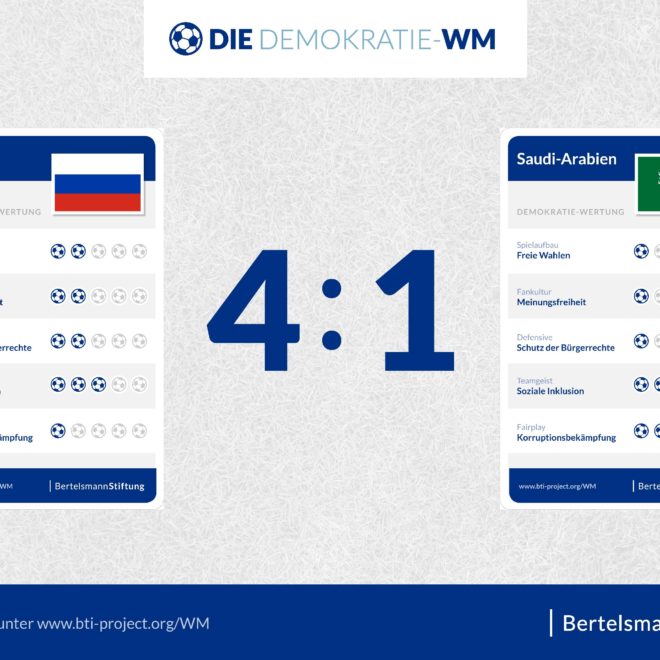 DIE DEMOKRATIE-WM
WERTUNG
t
errechte
ämpfung
/WM
BertelsmannStiftung
4:1
Saudi-Arabien
DEMOKRATIE-WERTUNG
Spielaufbau
Freie Wahlen
Fankultur
Meinungsfreiheit
Defensive
Schutz der Bürgerrechte
Teamgeist
Soziale Inklusion
Fairplay
Korruptionsbekämpfung
www.bti-project.org/WM
Bertels
unter www.bti-project.org/WM
Bertelsma